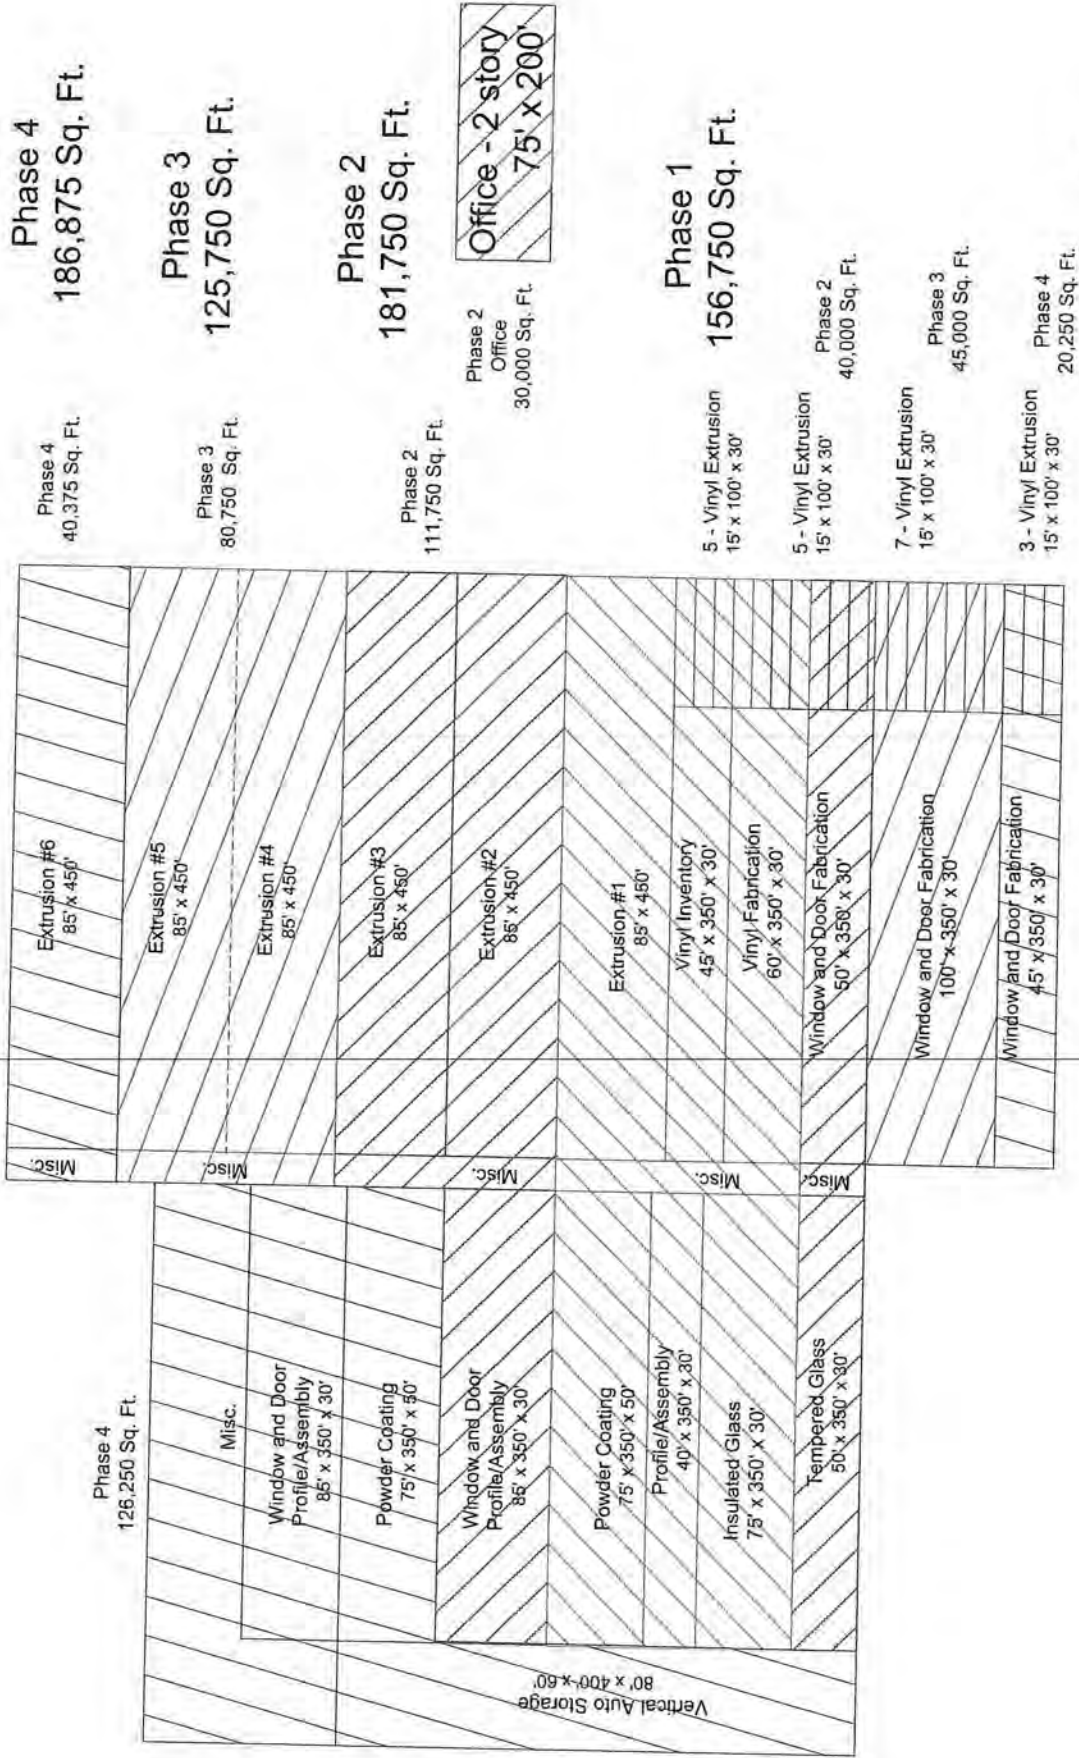 Phase 4
186,875 Sq. Ft.
Phase 3
125,750 Sq. Ft.
Phase 2
181,750 Sq. Ft.
Office - 2 story
75' x 200'
Phase 2
Office
30,000 Sq. Ft.
Phase 1
156,750 Sq. Ft.
Phase 4
40,375 Sq. Ft.
Phase 3
80,750 Sq. Ft.
Phase 2
111,750 Sq. Ft.
5 - Vinyl Extrusion
15' x 100' x 30'
5 - Vinyl Extrusion
15' x 100' x 30'
Phase 2
40,000 Sq. Ft.
7 - Vinyl Extrusion
15' x 100' x 30'
Phase 3
45,000 Sq. Ft.
3 - Vinyl Extrusion
15' x 100' x 30'
Phase 4
20,250 Sq. Ft.
Extrusion #6
85' x 450'
Extrusion #5
85' x 450'
Extrusion #4
85' x 450'
Extrusion #3
85' x 450'
Extrusion #2
85' x 450'
Extrusion #1
85' x 450'
Vinyl Inventory
45' x 350' x 30'
Vinyl Fabrication
60' x 350' x 30'
Window and Door Fabrication
50' x 350' x 30'
Window and Door Fabrication
100' x 350' x 30'
Window and Door Fabrication
45' x 350' x 30'
Misc.
Misc.
Misc.
Misc.
Misc.
Phase 4
126,250 Sq. Ft.
Misc.
Window and Door
Profile/Assembly
85' x 350' x 30'
Powder Coating
75' x 350' x 50'
Window and Door
Profile/Assembly
85' x 350' x 30'
Powder Coating
75' x 350' x 50'
Profile/Assembly
40' x 350' x 30'
Insulated Glass
75' x 350' x 30'
Tempered Glass
50' x 350' x 30'
Vertical Auto Storage
80' x 400' x 60'